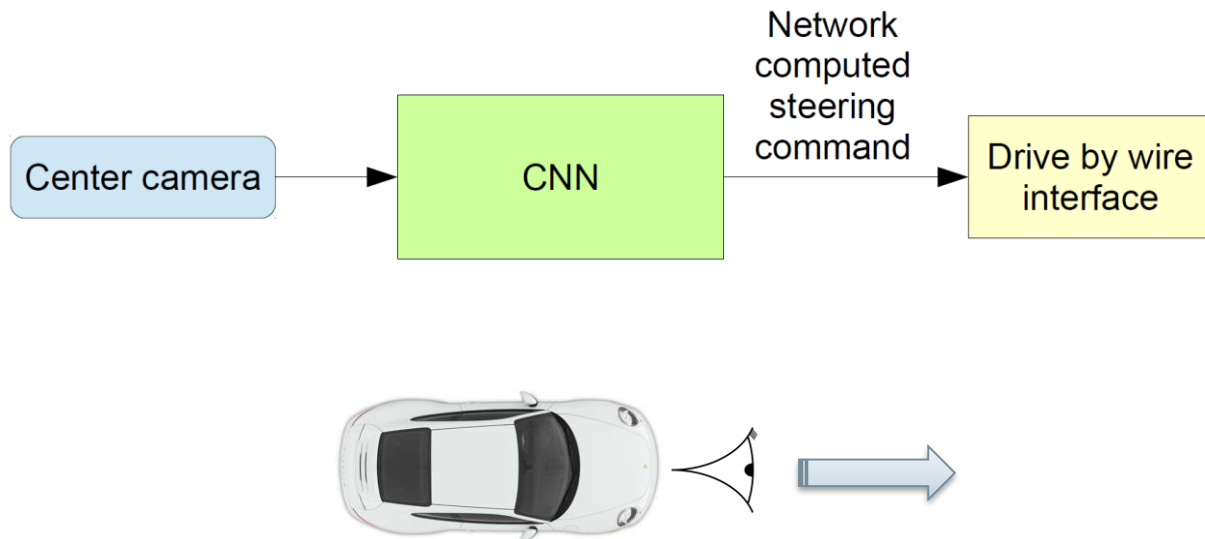 Network
computed
steering
command
Center camera
CNN
Drive by wire
interface